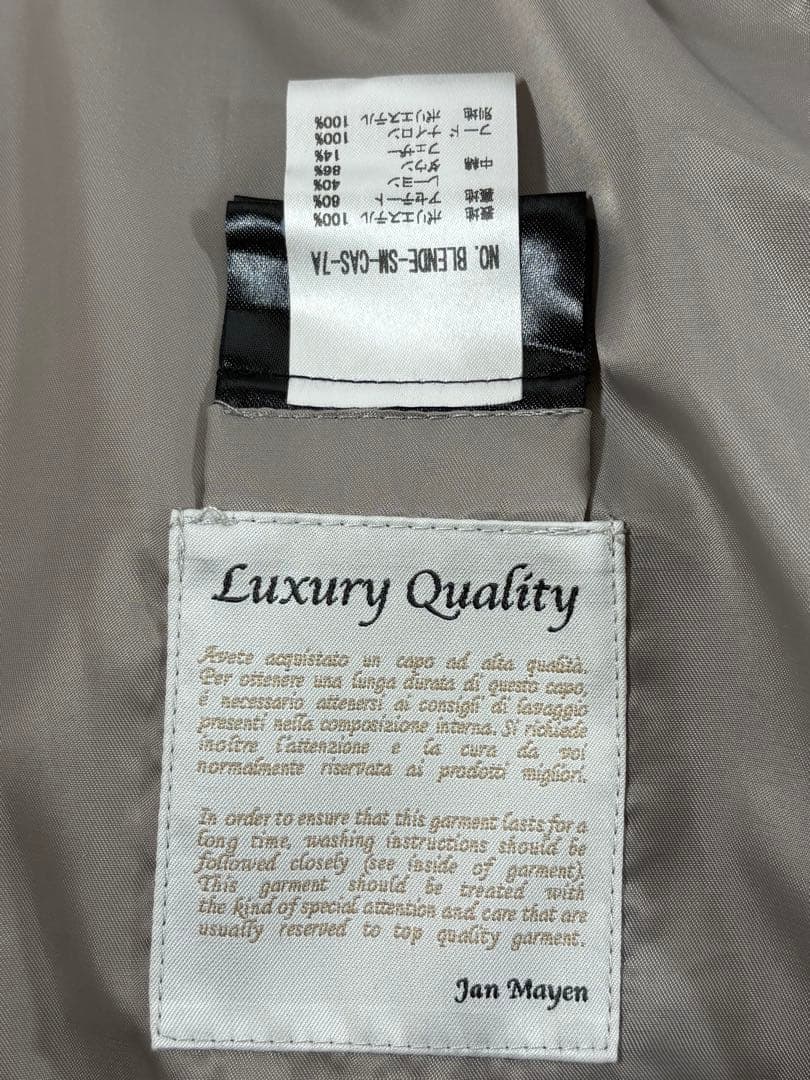 NO. BLENDE-SM-CAS-7A
表地 ポリエステル 100%
裏地 アセテート 60%
レーヨン 40%
中綿 ダウン 86%
フェザー 14%
フード ナイロン 100%
別地 ポリエステル 100%
Luxury Quality
Avete acquistato un capo ad alta qualità.
Per ottenere una lunga durata di questo capo,
é necessario attenersi ai consigli di lavaggio
presenti nella composizione interna. Si richiede
inoltre l'attenzione e la cura da voi
normalmente riservata ai prodotti migliori.
In order to ensure that this garment lasts for a
long time, washing instructions should be
followed closely (see inside of garment).
This garment should be treated with
the kind of special attention and care that are
usually reserved to top quality garment.
Jan Mayen